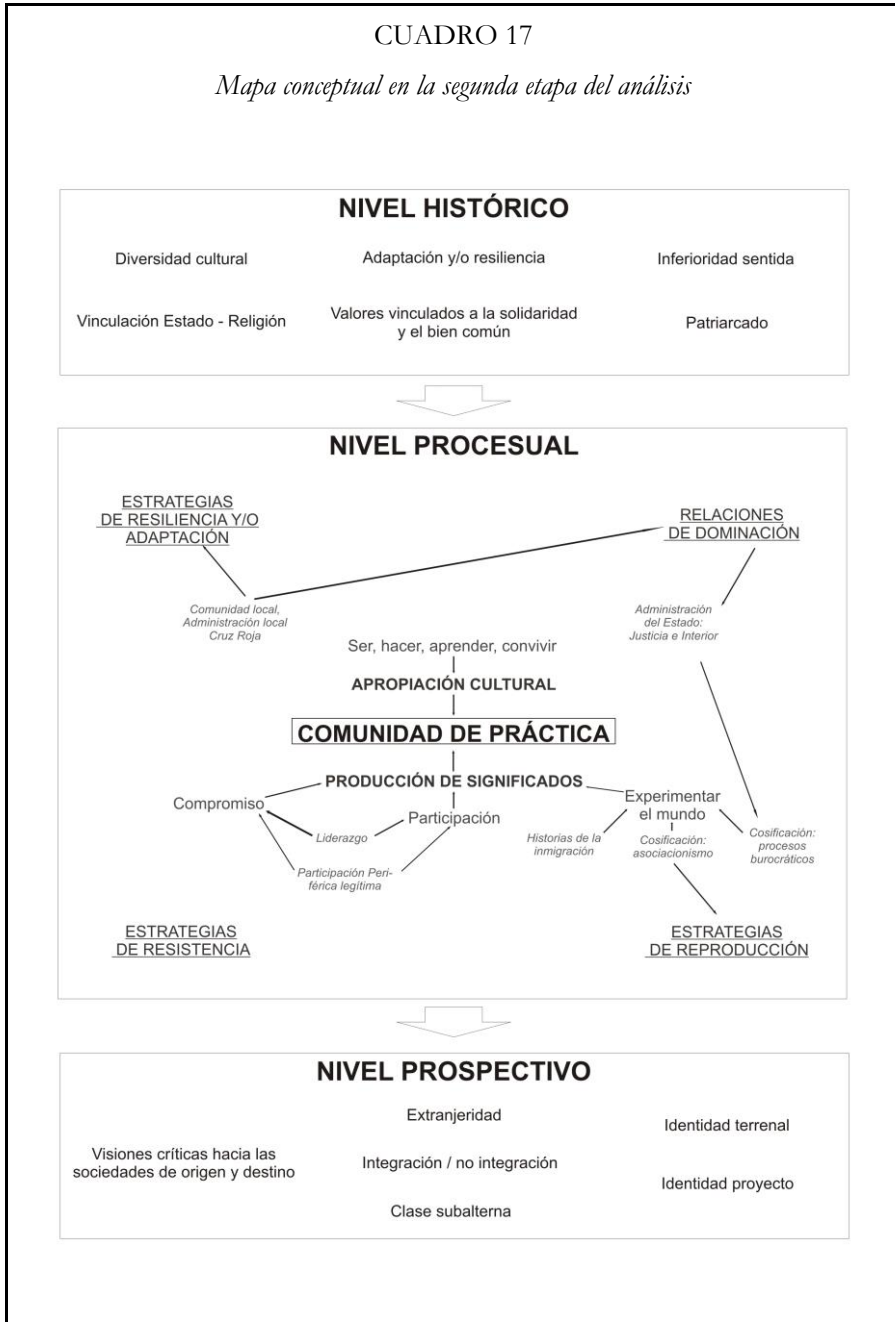 CUADRO 17
Mapa conceptual en la segunda etapa del análisis
NIVEL HISTÓRICO
Diversidad cultural
Adaptación y/o resiliencia
Inferioridad sentida
Vinculación Estado - Religión
Valores vinculados a la solidaridad
y el bien común
Patriarcado
NIVEL PROCESUAL
ESTRATEGIAS
DE RESILIENCIA Y/O
ADAPTACIÓN
RELACIONES
DE DOMINACIÓN
Comunidad local,
Administración local
Cruz Roja
Administración
del Estado:
Justicia e Interior
Ser, hacer, aprender, convivir
APROPIACIÓN CULTURAL
COMUNIDAD DE PRÁCTICA
PRODUCCIÓN DE SIGNIFICADOS
Compromiso
Participación
Experimentar
el mundo
Liderazgo
Participación Peri-
férica legítima
Historias de la
inmigración
Cosificación:
asociacionismo
Cosificación:
procesos
burocráticos
ESTRATEGIAS
DE RESISTENCIA
ESTRATEGIAS
DE REPRODUCCIÓN
NIVEL PROSPECTIVO
Visiones críticas hacia las
sociedades de origen y destino
Extranjeridad
Integración / no integración
Clase subalterna
Identidad terrenal
Identidad proyecto